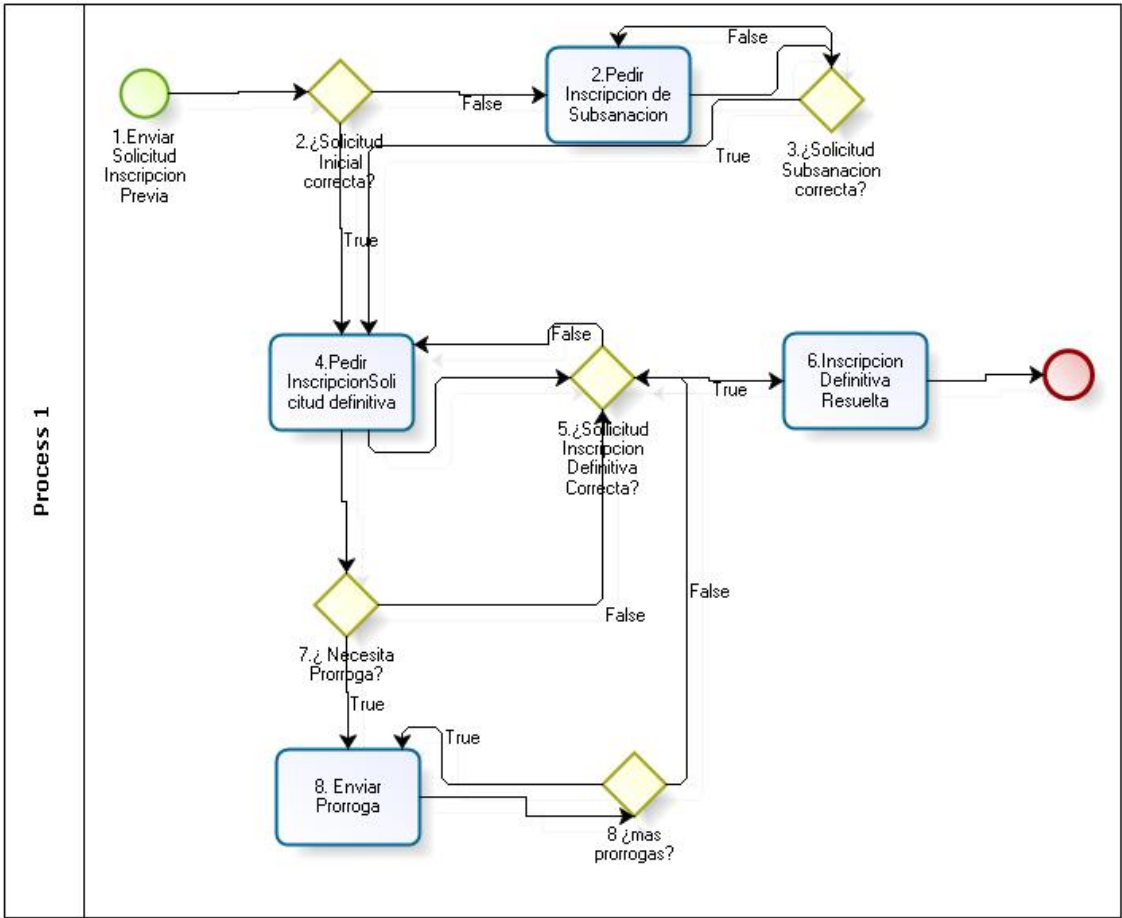 Process 1
1.Enviar
Solicitud
Inscripcion
Previa
2.¿Solicitud
Inicial
correcta?
False
2.Pedir
Inscripcion de
Subsanacion
False
3.¿Solicitud
Subsanacion
correcta?
True
True
4.Pedir
InscripcionSoli
citud definitiva
False
5.¿Sollicitud
Inscripcion
Definitiva
Correcta?
True
6.Inscripcion
Definitiva
Resuelta
7.¿ Necesita
Prorroga?
False
False
True
8. Enviar
Prorroga
True
8 ¿mas
prorrogas?